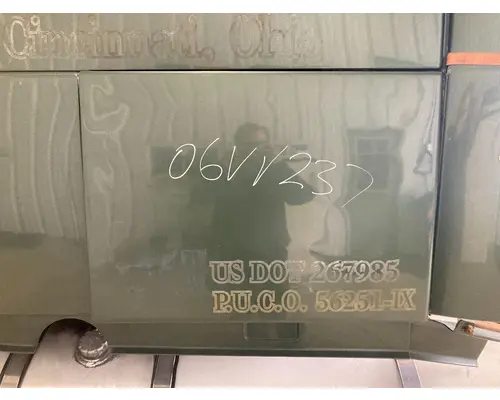 Cincinnati, Ohio
06VV237
US DOT 267985
P.U.C.O. 56251-IX